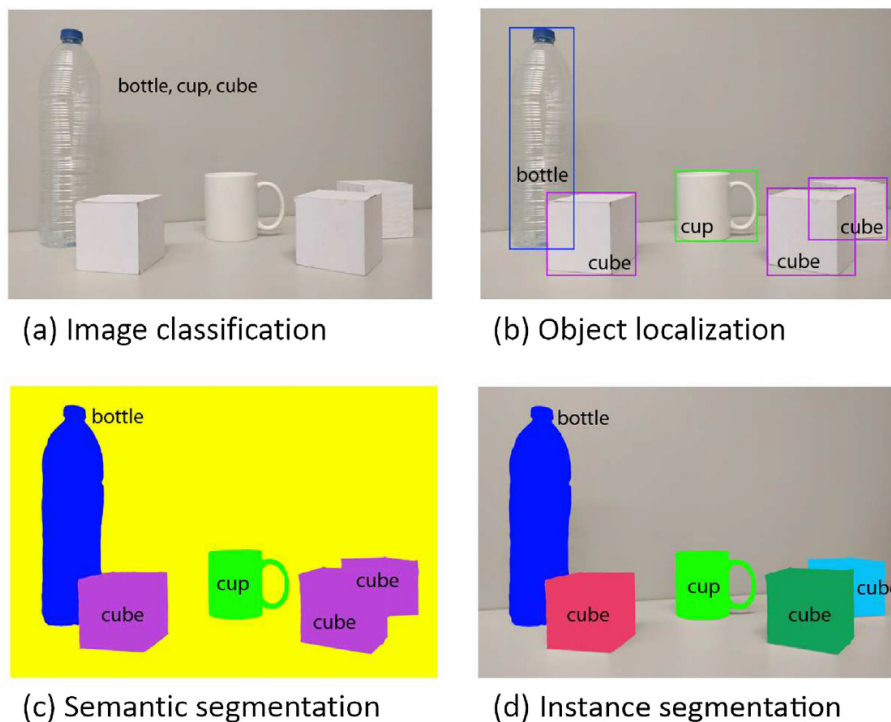 bottle, cup, cube
bottle
cup
cube
cube
cube
(a) Image classification
(b) Object localization
bottle
cup
cube
cube
cube
bottle
cup
cube
cube
cube
(c) Semantic segmentation
(d) Instance segmentation